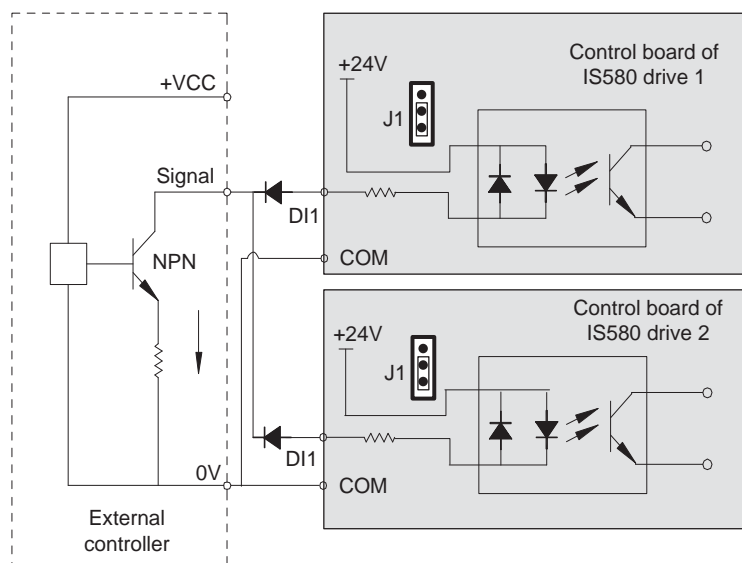 +VCC
Signal
NPN
0V
External
controller
Control board of
IS580 drive 1
+24V
J1
DI1
COM
Control board of
IS580 drive 2
+24V
J1
DI1
COM